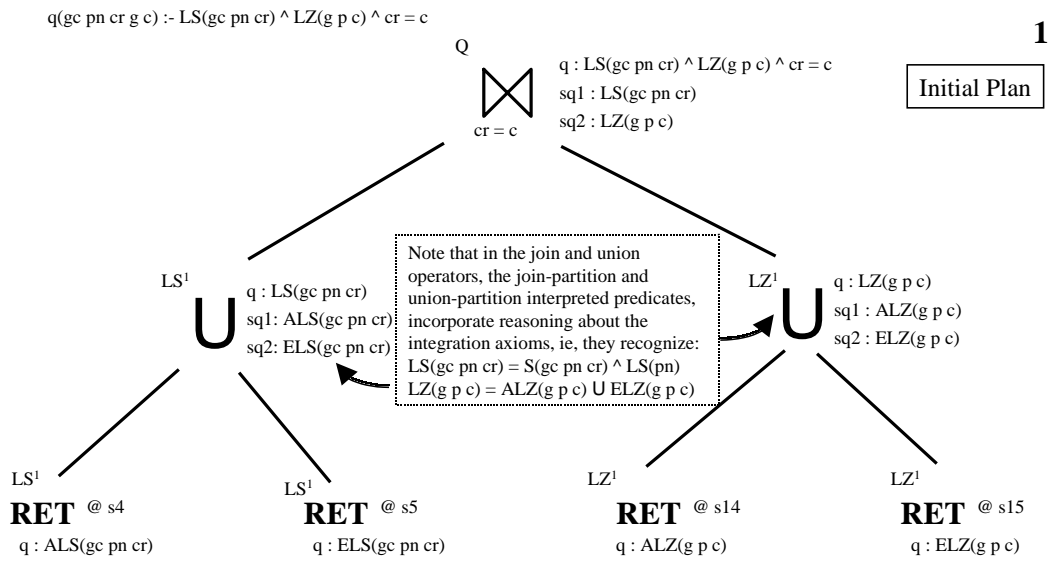 q(gc pn cr g c) :- LS(gc pn cr) ^ LZ(g p c) ^ cr = c
1
Initial Plan
Q
cr = c
q : LS(gc pn cr) ^ LZ(g p c) ^ cr = c
sq1 : LS(gc pn cr)
sq2 : LZ(g p c)
LS¹
U
q : LS(gc pn cr)
sq1: ALS(gc pn cr)
sq2: ELS(gc pn cr)
Note that in the join and union
operators, the join-partition and
union-partition interpreted predicates,
incorporate reasoning about the
integration axioms, ie, they recognize:
LS(gc pn cr) = S(gc pn cr) ^ LS(pn)
LZ(g p c) = ALZ(g p c) U ELZ(g p c)
LZ¹
U
q : LZ(g p c)
sq1 : ALZ(g p c)
sq2 : ELZ(g p c)
LS¹
RET @ s4
q : ALS(gc pn cr)
LS¹
RET @ s5
q : ELS(gc pn cr)
LZ¹
RET @ s14
q : ALZ(g p c)
LZ¹
RET @ s15
q : ELZ(g p c)